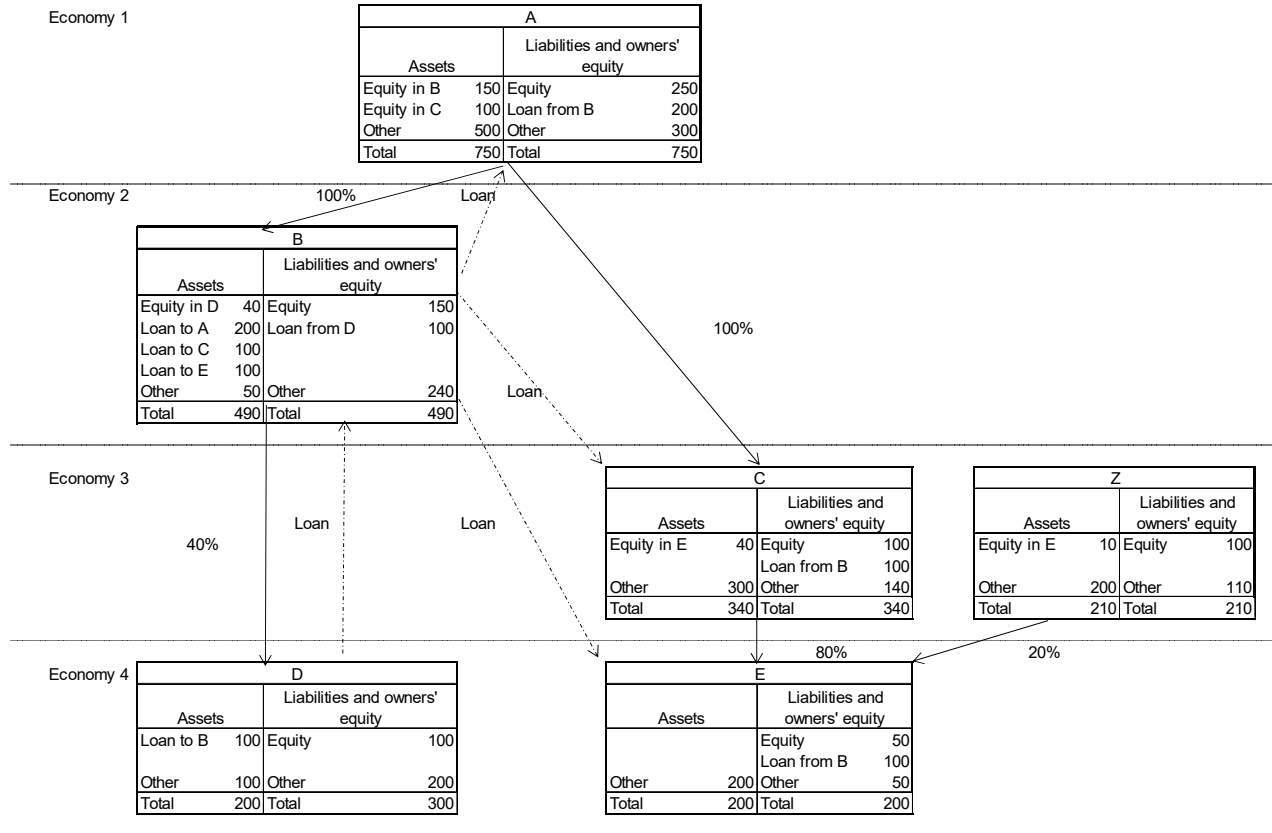 Economy 1
A
Assets Liabilities and owners' equity
Equity in B 150 Equity 250
Equity in C 100 Loan from B 200
Other 500 Other 300
Total 750 Total 750
Economy 2
100%
Loan
B
Assets Liabilities and owners' equity
Equity in D 40 Equity 150
Loan to A 200 Loan from D 100
Loan to C 100
Loan to E 100
Other 50 Other 240
Total 490 Total 490
100%
Loan
Economy 3
40%
Loan
Loan
C
Assets Liabilities and owners' equity
Equity in E 40 Equity 100
Loan from B 100
Other 300 Other 140
Total 340 Total 340
Z
Assets Liabilities and owners' equity
Equity in E 10 Equity 100
Other 200 Other 110
Total 210 Total 210
80%
20%
Economy 4
D
Assets Liabilities and owners' equity
Loan to B 100 Equity 100
Other 100 Other 200
Total 200 Total 300
E
Assets Liabilities and owners' equity
Equity 50
Loan from B 100
Other 200 Other 50
Total 200 Total 200